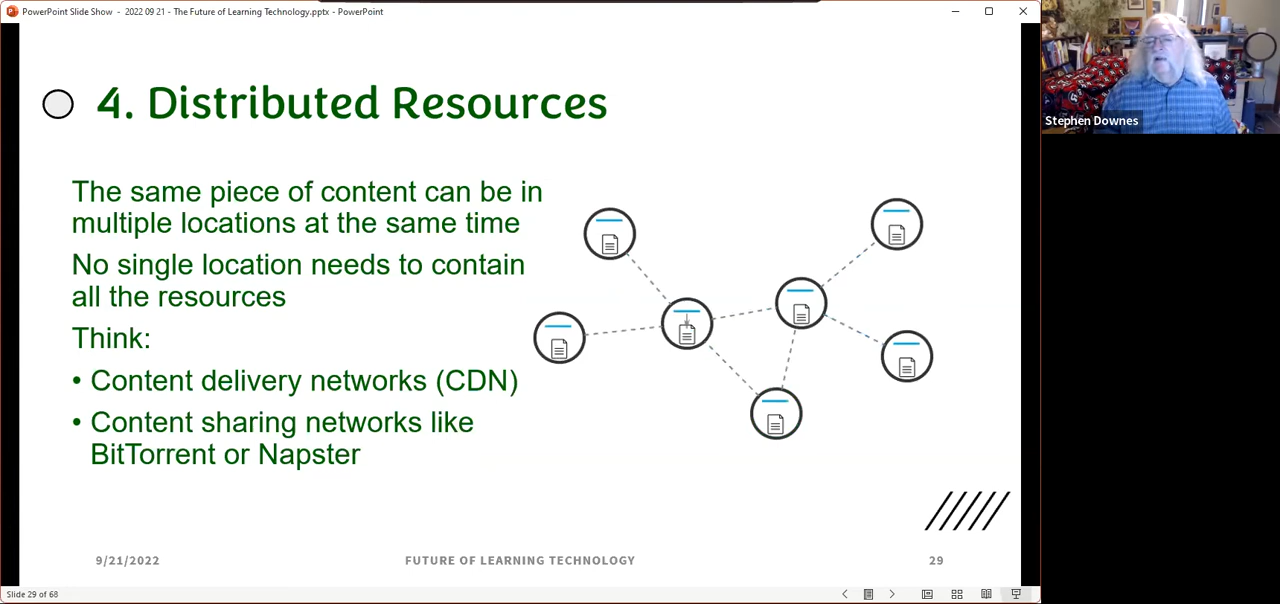 PowerPoint Slide Show - 2022 09 21 - The Future of Learning Technology.pptx - PowerPoint
4. Distributed Resources
The same piece of content can be in
multiple locations at the same time
No single location needs to contain
all the resources
Think:
• Content delivery networks (CDN)
• Content sharing networks like
BitTorrent or Napster
9/21/2022
FUTURE OF LEARNING TECHNOLOGY
29
Slide 29 of 68
Stephen Downes